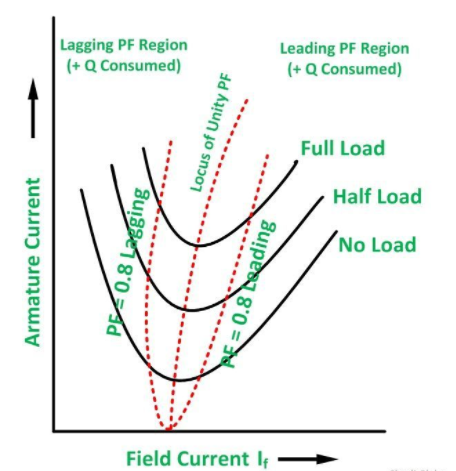 Lagging PF Region
(+ Q Consumed)
Leading PF Region
(+ Q Consumed)
Locus of Unity PF
Full Load
Half Load
No Load
PF = 0.8 Lagging
PF = 0.8 Leading
Armature Current
Field Current If